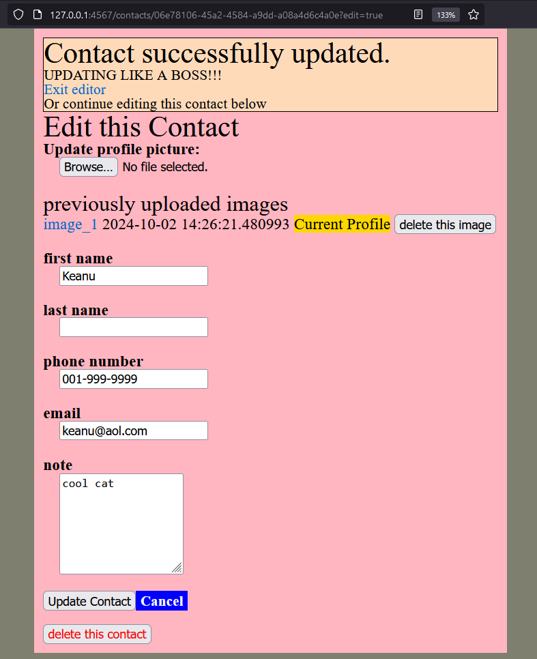 127.0.0.1:4567/contacts/06e78106-45a2-4584-a9dd-a08a4d6c4a0e?edit=true 133%
Contact successfully updated.
UPDATING LIKE A BOSS!!!
Exit editor
Or continue editing this contact below
Edit this Contact
Update profile picture:
Browse... No file selected.
previously uploaded images
image_1 2024-10-02 14:26:21.480993 Current Profile delete this image
first name
Keanu
last name
phone number
001-999-9999
email
keanu@aol.com
note
cool cat
Update Contact Cancel
delete this contact